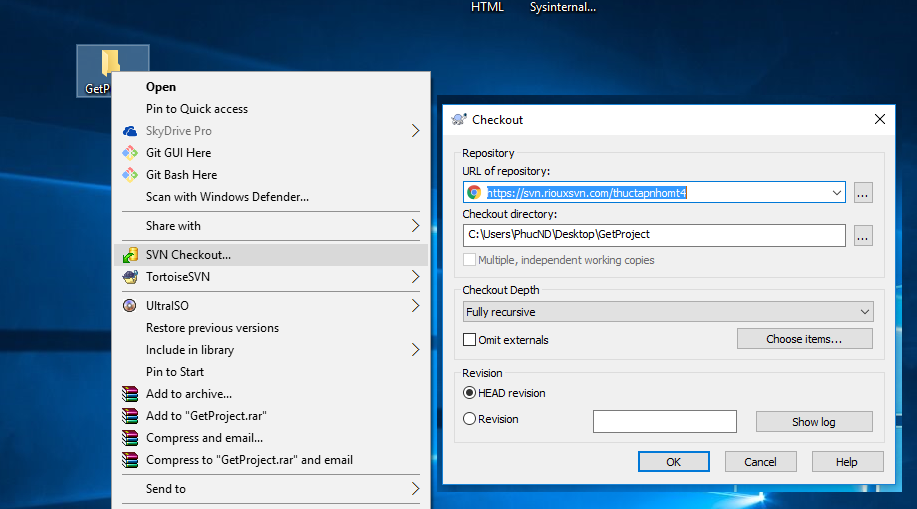 HTML
Sysinternal...
GetP
Open
Pin to Quick access
SkyDrive Pro
Git GUI Here
Git Bash Here
Scan with Windows Defender...
Share with
SVN Checkout...
TortoiseSVN
UltraISO
Restore previous versions
Include in library
Pin to Start
Add to archive...
Add to "GetProject.rar"
Compress and email...
Compress to "GetProject.rar" and email
Send to
Checkout
Repository
URL of repository:
https://svn.riouxsvn.com/thuctapnhomt4
...
Checkout directory:
C:\Users\PhucND\Desktop\GetProject
...
Multiple, independent working copies
Checkout Depth
Fully recursive
Omit externals
Choose items...
Revision
HEAD revision
Revision
Show log
OK
Cancel
Help